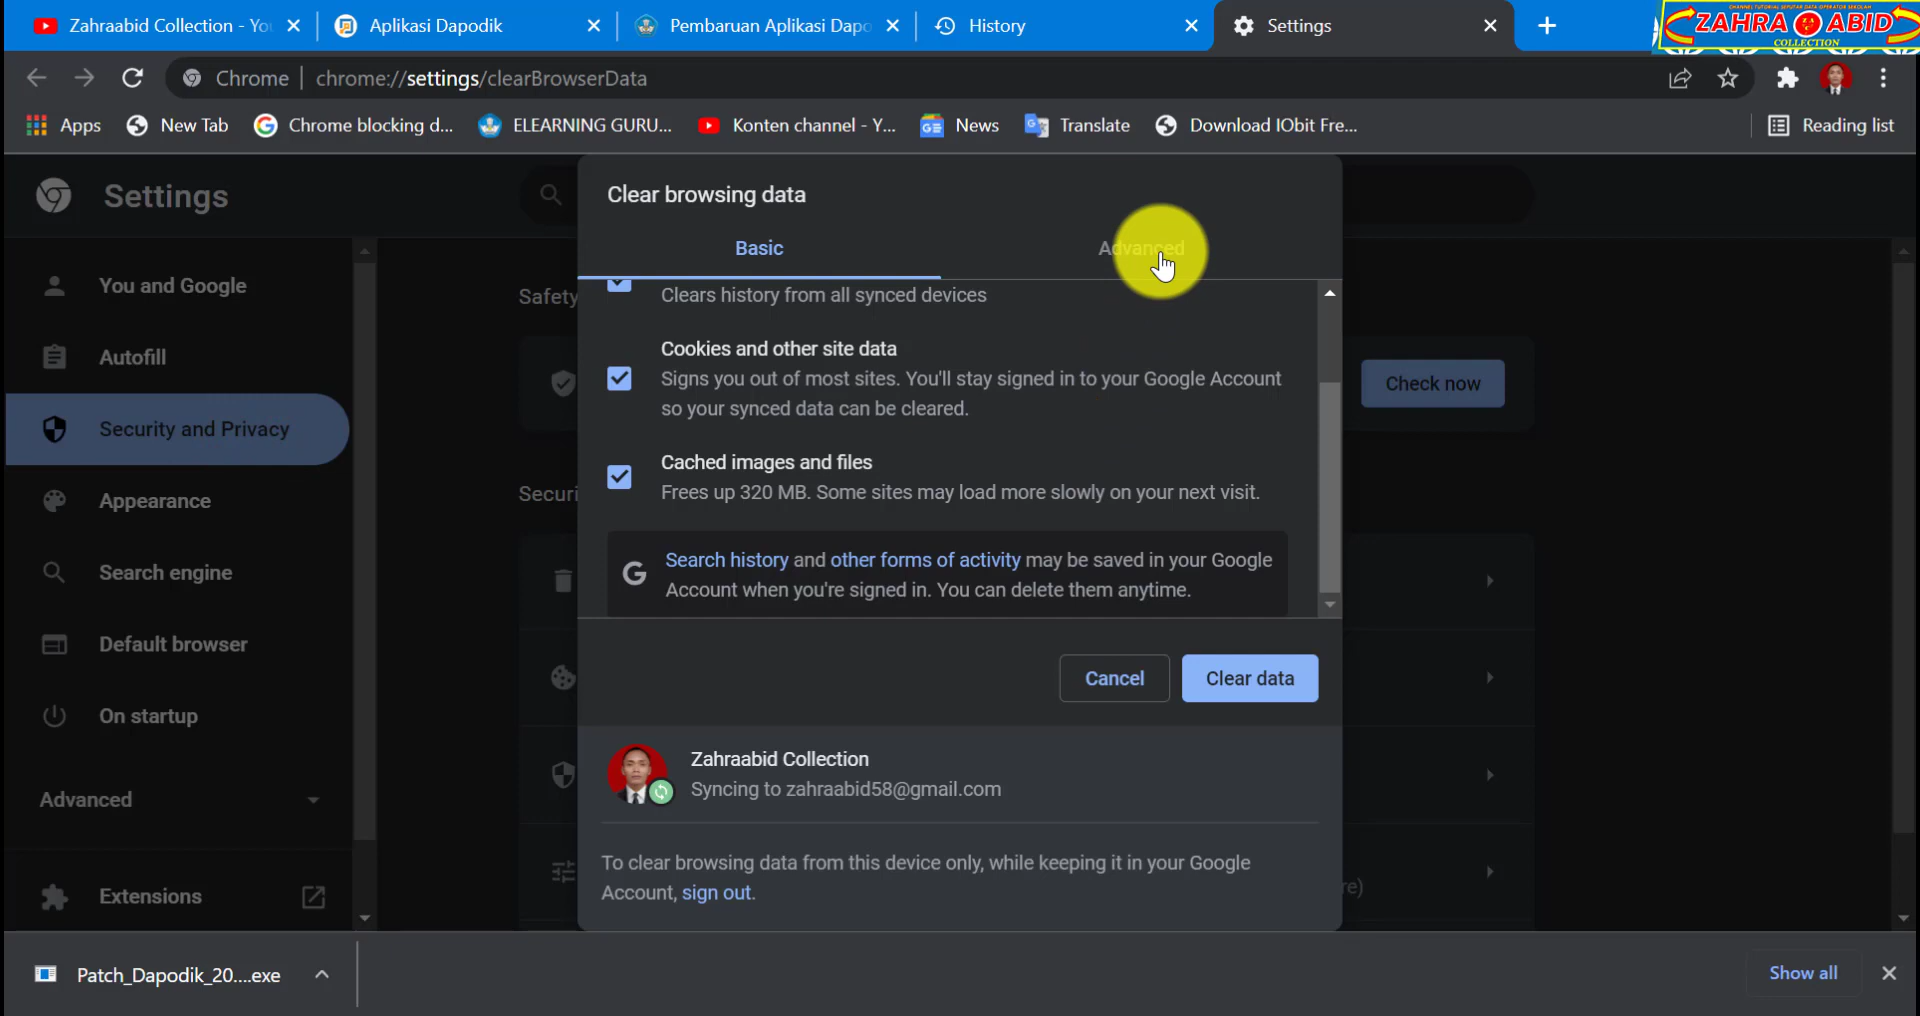 Zahraabid Collection - You
Aplikasi Dapodik
Pembaruan Aplikasi Dapo
History
Settings
CHANNEL TUTORIAL SEPUTAR DATA OPERATOR SEKOLAH
ZAHRA ABID
COLLECTION
Chrome | chrome://settings/clearBrowserData
Apps
New Tab
Chrome blocking d...
ELEARNING GURU...
Konten channel - Y...
News
Translate
Download IObit Fre...
Reading list
Settings
You and Google
Autofill
Security and Privacy
Appearance
Search engine
Default browser
On startup
Advanced
Extensions
Safety
Check now
Securi
re)
Clear browsing data
Basic
Advanced
Clears history from all synced devices
Cookies and other site data
Signs you out of most sites. You'll stay signed in to your Google Account
so your synced data can be cleared.
Cached images and files
Frees up 320 MB. Some sites may load more slowly on your next visit.
Search history and other forms of activity may be saved in your Google
Account when you're signed in. You can delete them anytime.
Cancel
Clear data
Zahraabid Collection
Syncing to zahraabid58@gmail.com
To clear browsing data from this device only, while keeping it in your Google
Account, sign out.
Patch_Dapodik_20....exe
Show all